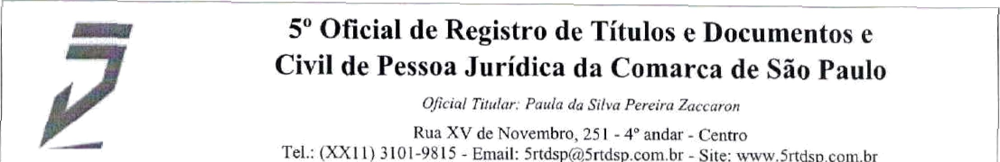 5º Oficial de Registro de Títulos e Documentos e
Civil de Pessoa Jurídica da Comarca de São Paulo
Oficial Titular: Paula da Silva Pereira Zaccaron
Rua XV de Novembro, 251 - 4º andar - Centro
Tel.: (XX11) 3101-9815 - Email: 5rtdsp@5rtdsp.com.br - Site: www.5rtdsp.com.br